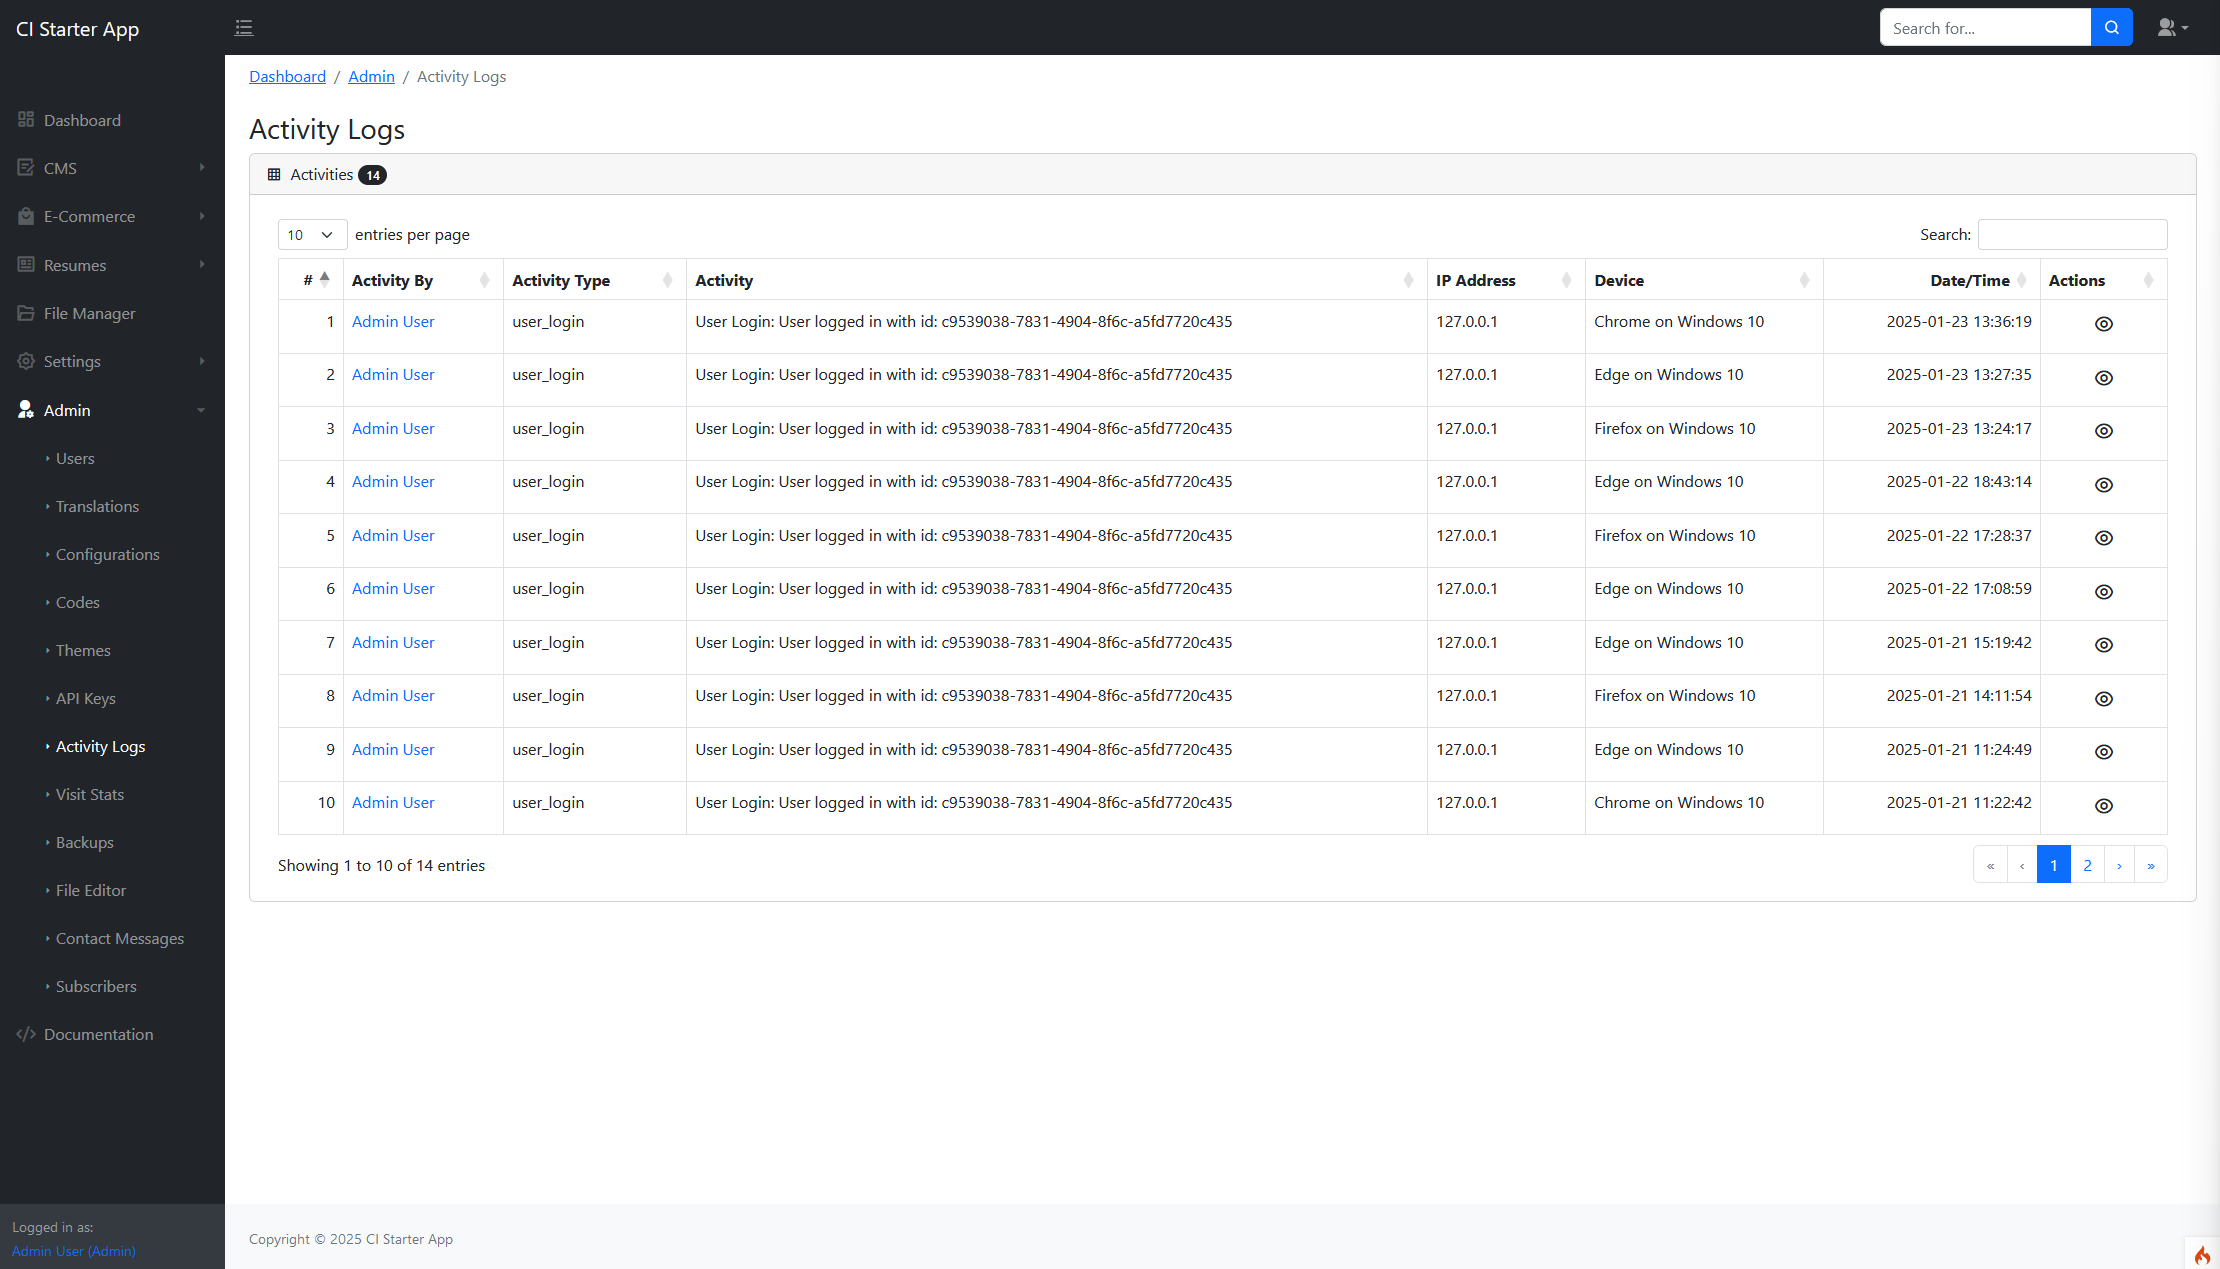 CI Starter App
Search for...
Dashboard / Admin / Activity Logs
Dashboard
CMS
E-Commerce
Resumes
File Manager
Settings
Admin
Users
Translations
Configurations
Codes
Themes
API Keys
Activity Logs
Visit Stats
Backups
File Editor
Contact Messages
Subscribers
Documentation
Logged in as:
Admin User (Admin)
Activity Logs
Activities 14
10 entries per page
Search:
# Activity By Activity Type Activity IP Address Device Date/Time Actions
1 Admin User user_login User Login: User logged in with id: c9539038-7831-4904-8f6c-a5fd7720c435 127.0.0.1 Chrome on Windows 10 2025-01-23 13:36:19
2 Admin User user_login User Login: User logged in with id: c9539038-7831-4904-8f6c-a5fd7720c435 127.0.0.1 Edge on Windows 10 2025-01-23 13:27:35
3 Admin User user_login User Login: User logged in with id: c9539038-7831-4904-8f6c-a5fd7720c435 127.0.0.1 Firefox on Windows 10 2025-01-23 13:24:17
4 Admin User user_login User Login: User logged in with id: c9539038-7831-4904-8f6c-a5fd7720c435 127.0.0.1 Edge on Windows 10 2025-01-22 18:43:14
5 Admin User user_login User Login: User logged in with id: c9539038-7831-4904-8f6c-a5fd7720c435 127.0.0.1 Firefox on Windows 10 2025-01-22 17:28:37
6 Admin User user_login User Login: User logged in with id: c9539038-7831-4904-8f6c-a5fd7720c435 127.0.0.1 Edge on Windows 10 2025-01-22 17:08:59
7 Admin User user_login User Login: User logged in with id: c9539038-7831-4904-8f6c-a5fd7720c435 127.0.0.1 Edge on Windows 10 2025-01-21 15:19:42
8 Admin User user_login User Login: User logged in with id: c9539038-7831-4904-8f6c-a5fd7720c435 127.0.0.1 Firefox on Windows 10 2025-01-21 14:11:54
9 Admin User user_login User Login: User logged in with id: c9539038-7831-4904-8f6c-a5fd7720c435 127.0.0.1 Edge on Windows 10 2025-01-21 11:24:49
10 Admin User user_login User Login: User logged in with id: c9539038-7831-4904-8f6c-a5fd7720c435 127.0.0.1 Chrome on Windows 10 2025-01-21 11:22:42
Showing 1 to 10 of 14 entries
« ‹ 1 2 › »
Copyright © 2025 CI Starter App